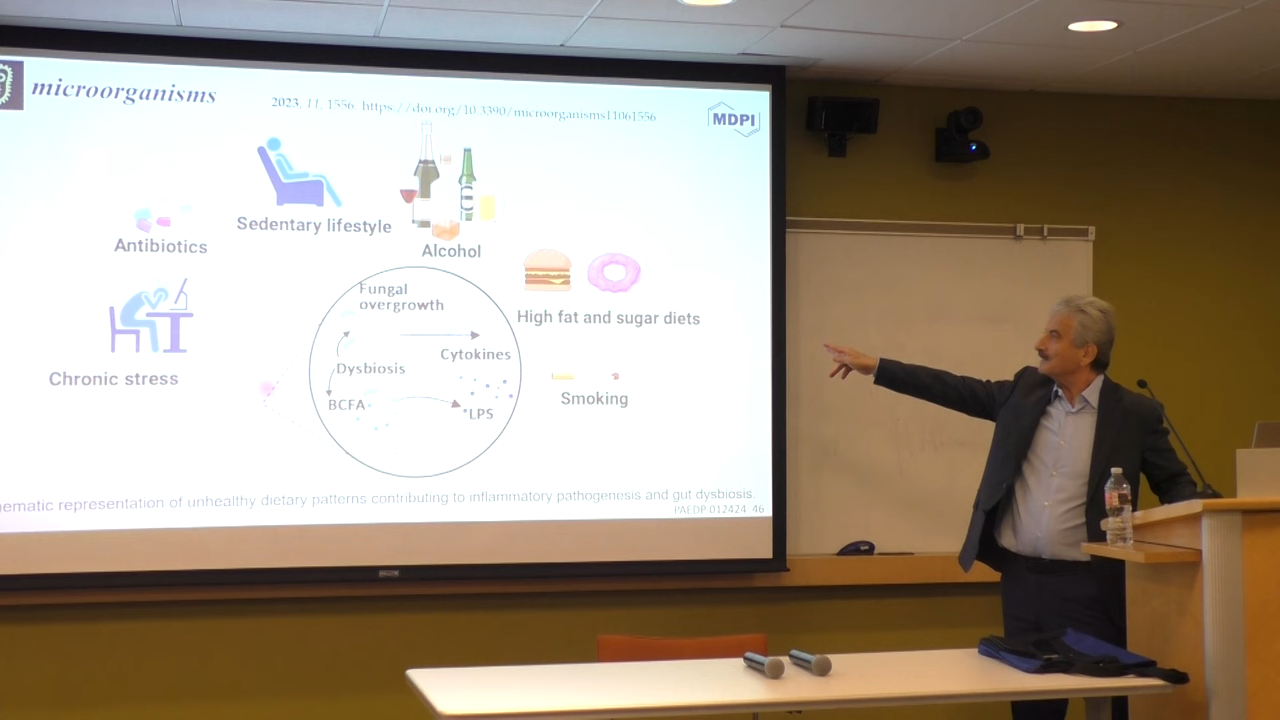 microorganisms
2023, 11, 1556. https://doi.org/10.3390/microorganisms11061556
MDPI
Sedentary lifestyle
Antibiotics
Alcohol
High fat and sugar diets
Chronic stress
Smoking
Fungal
overgrowth
Cytokines
Dysbiosis
BCFA
LPS
representation of unhealthy dietary patterns contributing to inflammatory pathogenesis and gut dysbiosis.
PAEDP 012424 46